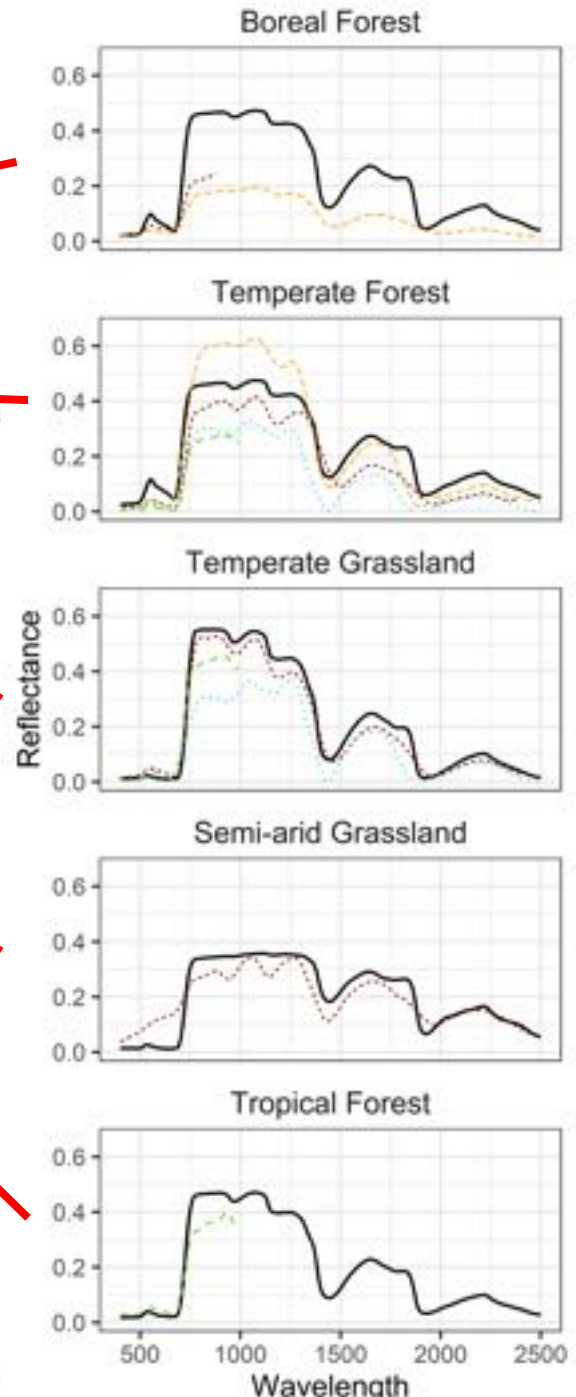 Boreal Forest
0.6
0.4
0.2
0.0
Temperate Forest
0.6
0.4
0.2
0.0
Temperate Grassland
0.6
0.4
0.2
0.0
Reflectance
Semi-arid Grassland
0.6
0.4
0.2
0.0
Tropical Forest
0.6
0.4
0.2
0.0
500 1000 1500 2000 2500
Wavelength